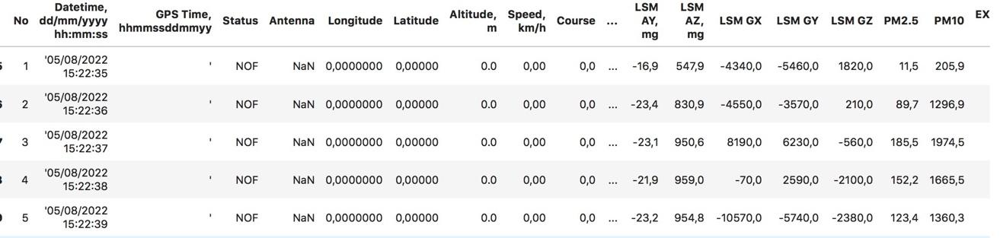 No Datetime, dd/mm/yyyy hh:mm:ss GPS Time, hhmmssddmmyy Status Antenna Longitude Latitude Altitude, m Speed, km/h Course ... LSM AY, mg LSM AZ, mg LSM GX LSM GY LSM GZ PM2.5 PM10 EX
1 '05/08/2022 15:22:35 ' NOF NaN 0,0000000 0,00000 0.0 0,00 0,0 ... -16,9 547,9 -4340,0 -5460,0 1820,0 11,5 205,9
2 '05/08/2022 15:22:36 ' NOF NaN 0,0000000 0,00000 0.0 0,00 0,0 ... -23,4 830,9 -4550,0 -3570,0 210,0 89,7 1296,9
3 '05/08/2022 15:22:37 ' NOF NaN 0,0000000 0,00000 0.0 0,00 0,0 ... -23,1 950,6 8190,0 6230,0 -560,0 185,5 1974,5
4 '05/08/2022 15:22:38 ' NOF NaN 0,0000000 0,00000 0.0 0,00 0,0 ... -21,9 959,0 -70,0 2590,0 -2100,0 152,2 1665,5
5 '05/08/2022 15:22:39 ' NOF NaN 0,0000000 0,00000 0.0 0,00 0,0 ... -23,2 954,8 -10570,0 -5740,0 -2380,0 123,4 1360,3